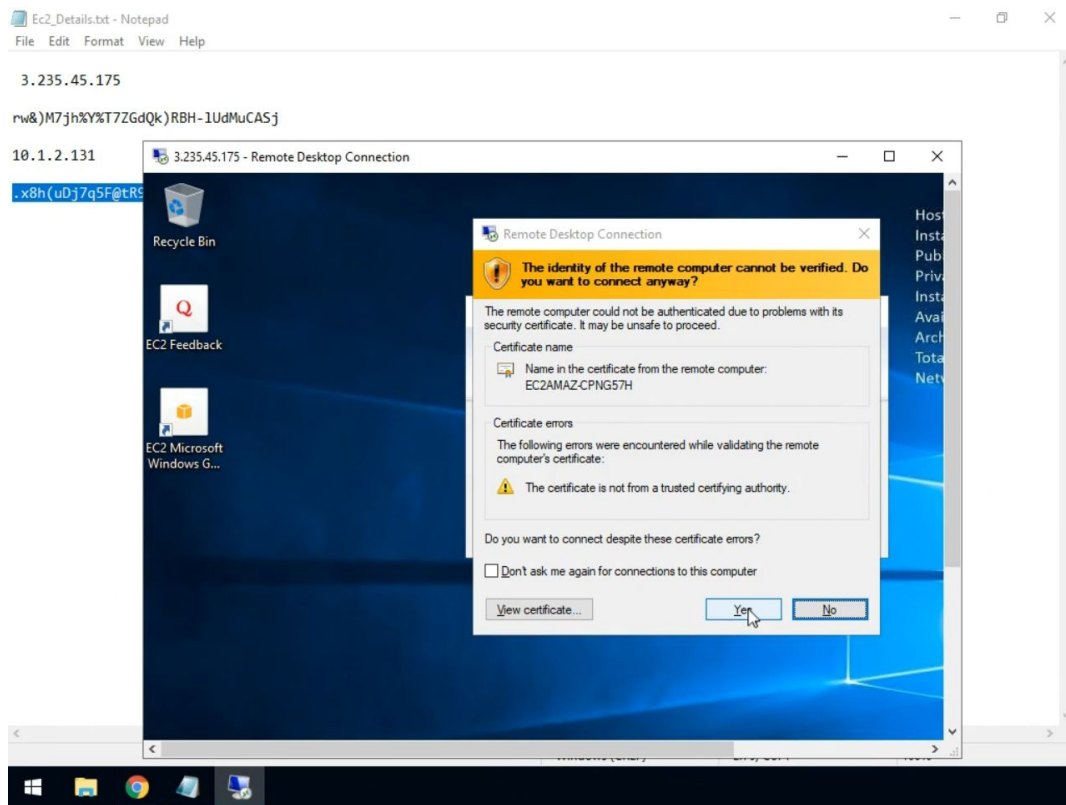 Ec2_Details.txt - Notepad
File Edit Format View Help
3.235.45.175
rw&)M7jh%Y%T7ZGdQk)RBH-lUdMuCASj
10.1.2.131
.x8h(uDj7q5F@tR9
3.235.45.175 - Remote Desktop Connection
Recycle Bin
EC2 Feedback
EC2 Microsoft
Windows G...
Host
Insta
Pub
Priva
Insta
Avai
Arch
Tota
Netw
Remote Desktop Connection
The identity of the remote computer cannot be verified. Do
you want to connect anyway?
The remote computer could not be authenticated due to problems with its
security certificate. It may be unsafe to proceed.
Certificate name
Name in the certificate from the remote computer:
EC2AMAZ-CPNG57H
Certificate errors
The following errors were encountered while validating the remote
computer's certificate:
The certificate is not from a trusted certifying authority.
Do you want to connect despite these certificate errors?
Don't ask me again for connections to this computer
View certificate...
Yes
No